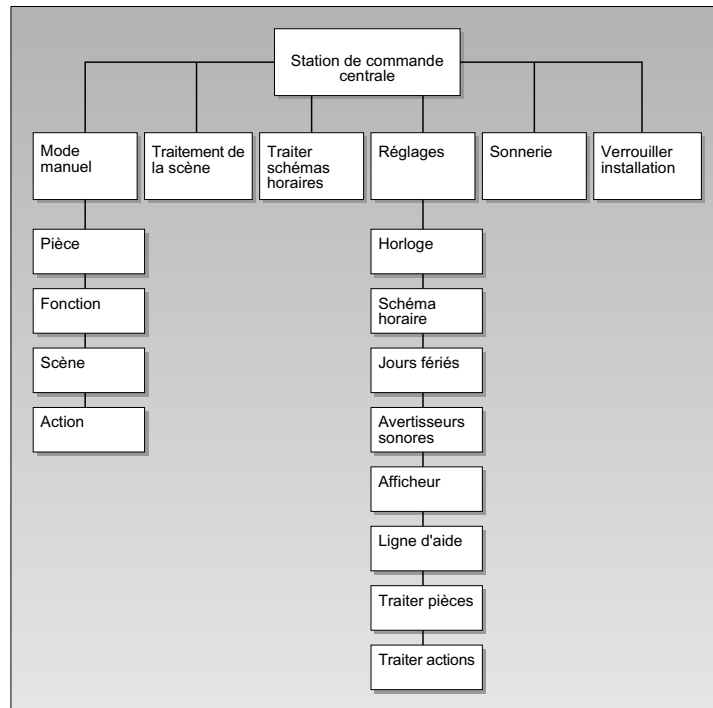 Station de commande
centrale
Mode
manuel
Traitement de
la scène
Traiter
schémas
horaires
Réglages
Sonnerie
Verrouiller
installation
Pièce
Fonction
Scène
Action
Horloge
Schéma
horaire
Jours fériés
Avertisseurs
sonores
Afficheur
Ligne d'aide
Traiter pièces
Traiter actions